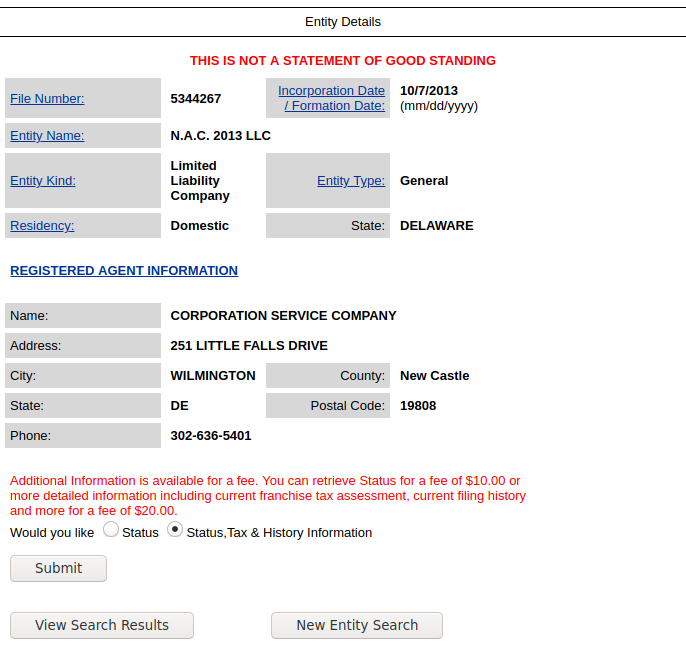 Entity Details
THIS IS NOT A STATEMENT OF GOOD STANDING
File Number: 5344267 Incorporation Date / Formation Date: 10/7/2013 (mm/dd/yyyy)
Entity Name: N.A.C. 2013 LLC
Entity Kind: Limited Liability Company Entity Type: General
Residency: Domestic State: DELAWARE
REGISTERED AGENT INFORMATION
Name: CORPORATION SERVICE COMPANY
Address: 251 LITTLE FALLS DRIVE
City: WILMINGTON County: New Castle
State: DE Postal Code: 19808
Phone: 302-636-5401
Additional Information is available for a fee. You can retrieve Status for a fee of $10.00 or
more detailed information including current franchise tax assessment, current filing history
and more for a fee of $20.00.
Would you like Status Status,Tax & History Information
Submit
View Search Results New Entity Search